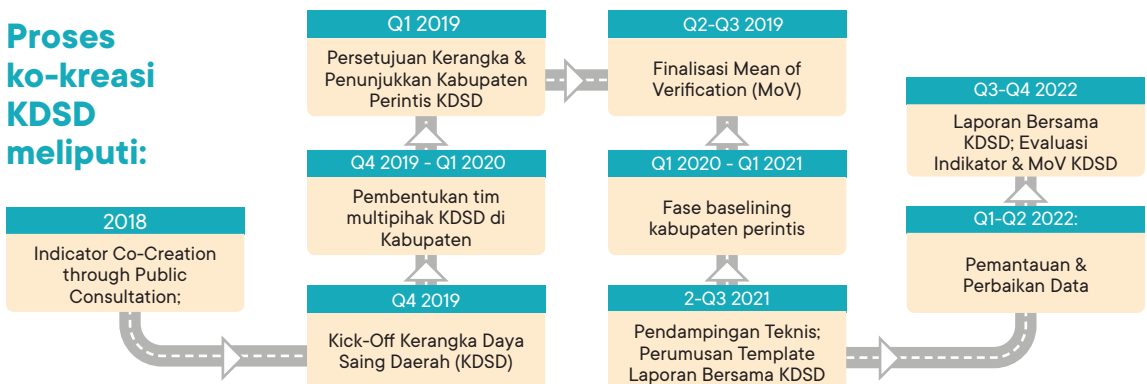 Proses
ko-kreasi
KDSD
meliputi:
2018
Indicator Co-Creation
through Public
Consultation;
Q1 2019
Persetujuan Kerangka &
Penunjukkan Kabupaten
Perintis KDSD
Q4 2019 - Q1 2020
Pembentukan tim
multipihak KDSD di
Kabupaten
Q4 2019
Kick-Off Kerangka Daya
Saing Daerah (KDSD)
Q2-Q3 2019
Finalisasi Mean of
Verification (MoV)
Q1 2020 - Q1 2021
Fase baselining
kabupaten perintis
2-Q3 2021
Pendampingan Teknis;
Perumusan Template
Laporan Bersama KDSD
Q3-Q4 2022
Laporan Bersama
KDSD; Evaluasi
Indikator & MoV KDSD
Q1-Q2 2022:
Pemantauan &
Perbaikan Data